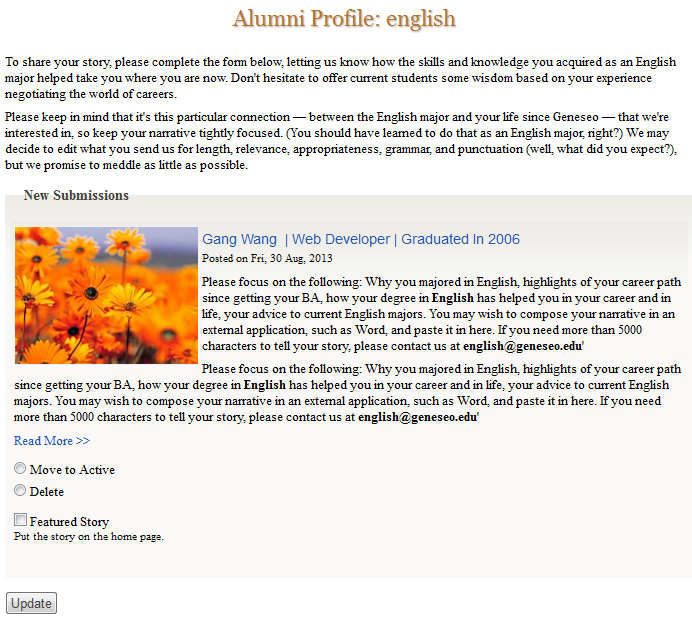 Alumni Profile: english
To share your story, please complete the form below, letting us know how the skills and knowledge you acquired as an English
major helped take you where you are now. Don't hesitate to offer current students some wisdom based on your experience
negotiating the world of careers.
Please keep in mind that it's this particular connection — between the English major and your life since Geneseo — that we're
interested in, so keep your narrative tightly focused. (You should have learned to do that as an English major, right?) We may
decide to edit what you send us for length, relevance, appropriateness, grammar, and punctuation (well, what did you expect?),
but we promise to meddle as little as possible.
New Submissions
Gang Wang | Web Developer | Graduated In 2006
Posted on Fri, 30 Aug, 2013
Please focus on the following: Why you majored in English, highlights of your career path
since getting your BA, how your degree in English has helped you in your career and in
life, your advice to current English majors. You may wish to compose your narrative in an
external application, such as Word, and paste it in here. If you need more than 5000
characters to tell your story, please contact us at english@geneseo.edu'
Please focus on the following: Why you majored in English, highlights of your career path
since getting your BA, how your degree in English has helped you in your career and in life, your advice to current English
majors. You may wish to compose your narrative in an external application, such as Word, and paste it in here. If you need
more than 5000 characters to tell your story, please contact us at english@geneseo.edu'
Read More >>
Move to Active
Delete
Featured Story
Put the story on the home page.
Update